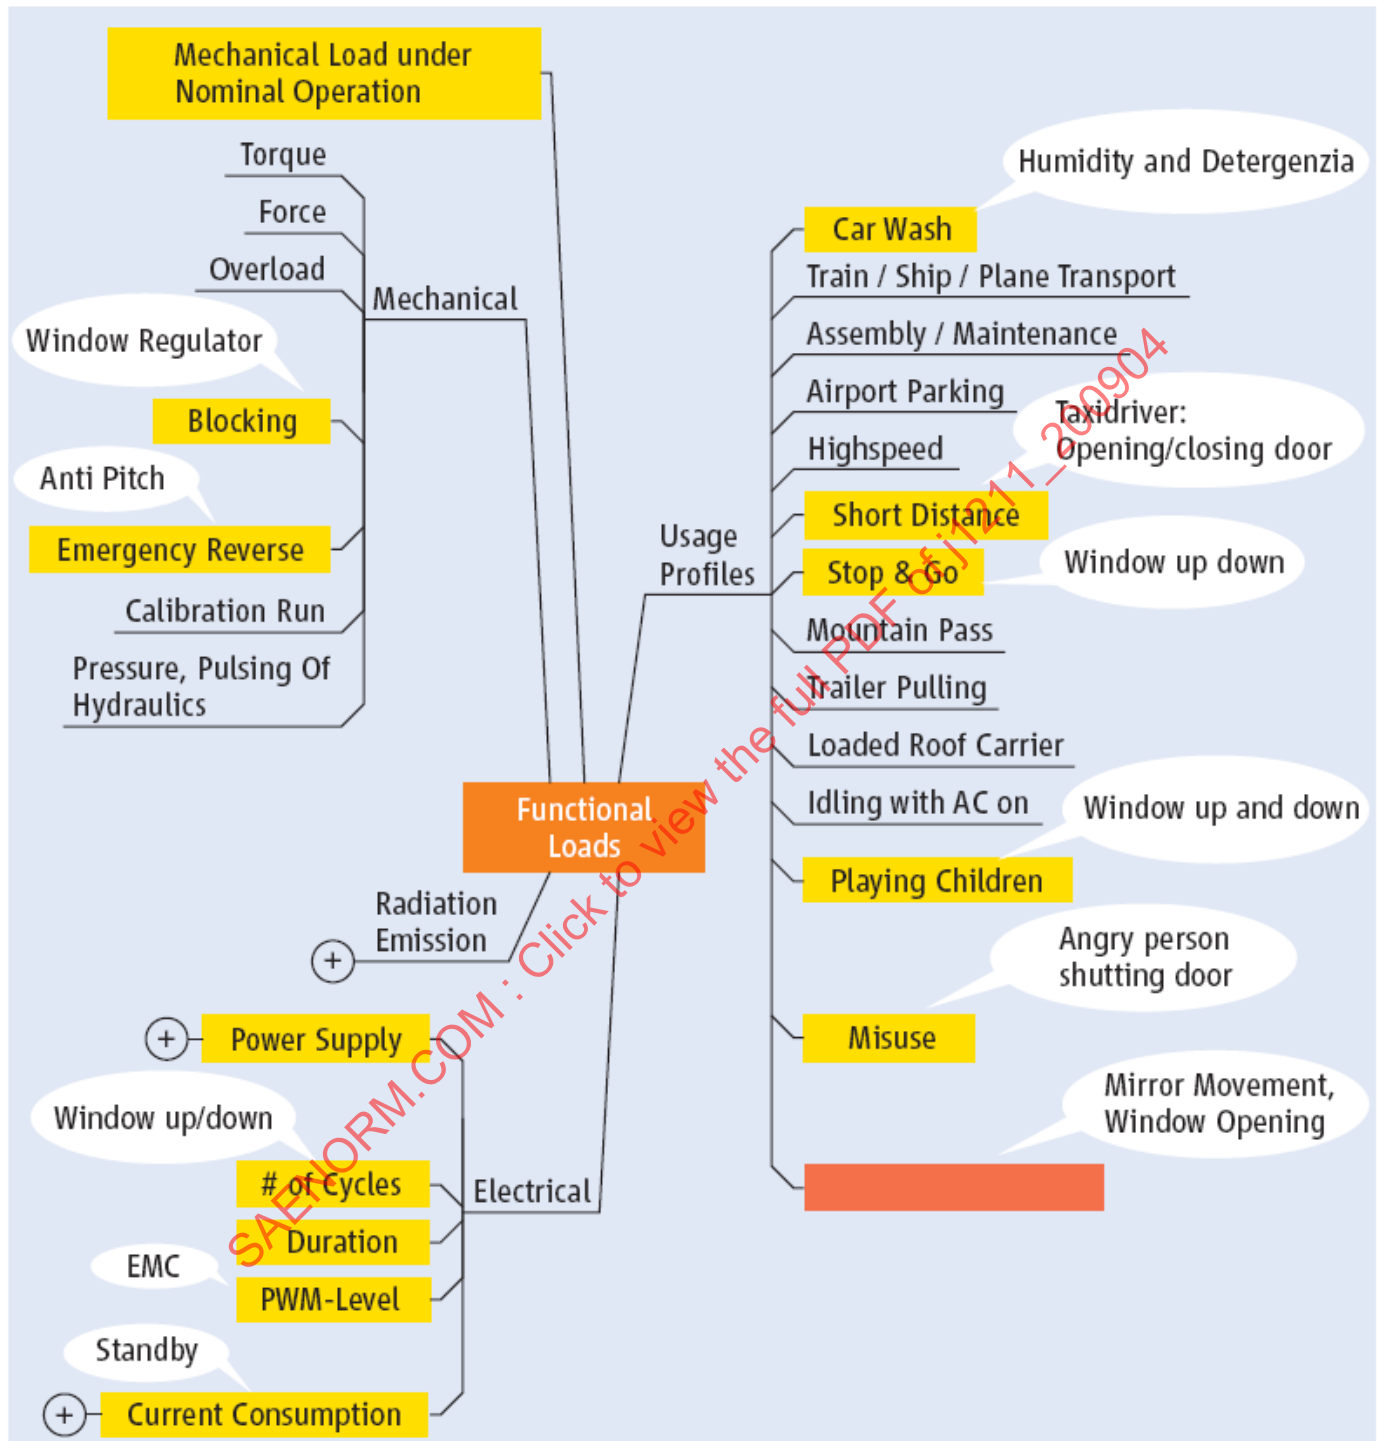 Mechanical Load under
Nominal Operation
Torque
Force
Overload
Mechanical
Window Regulator
Blocking
Anti Pitch
Emergency Reverse
Calibration Run
Pressure, Pulsing Of
Hydraulics
Functional
Loads
Radiation
Emission
+
+
Power Supply
Window up/down
# of Cycles
Electrical
Duration
EMC
PWM-Level
Standby
+
Current Consumption
Usage
Profiles
Humidity and Detergenzia
Car Wash
Train / Ship / Plane Transport
Assembly / Maintenance
Airport Parking
Taxidriver:
Opening/closing door
Highspeed
Short Distance
Stop & Go
Window up down
Mountain Pass
Trailer Pulling
Loaded Roof Carrier
Idling with AC on
Window up and down
Playing Children
Angry person
shutting door
Misuse
Mirror Movement,
Window Opening
SAENORM.COM : Click to view the full PDF of j1211_200904